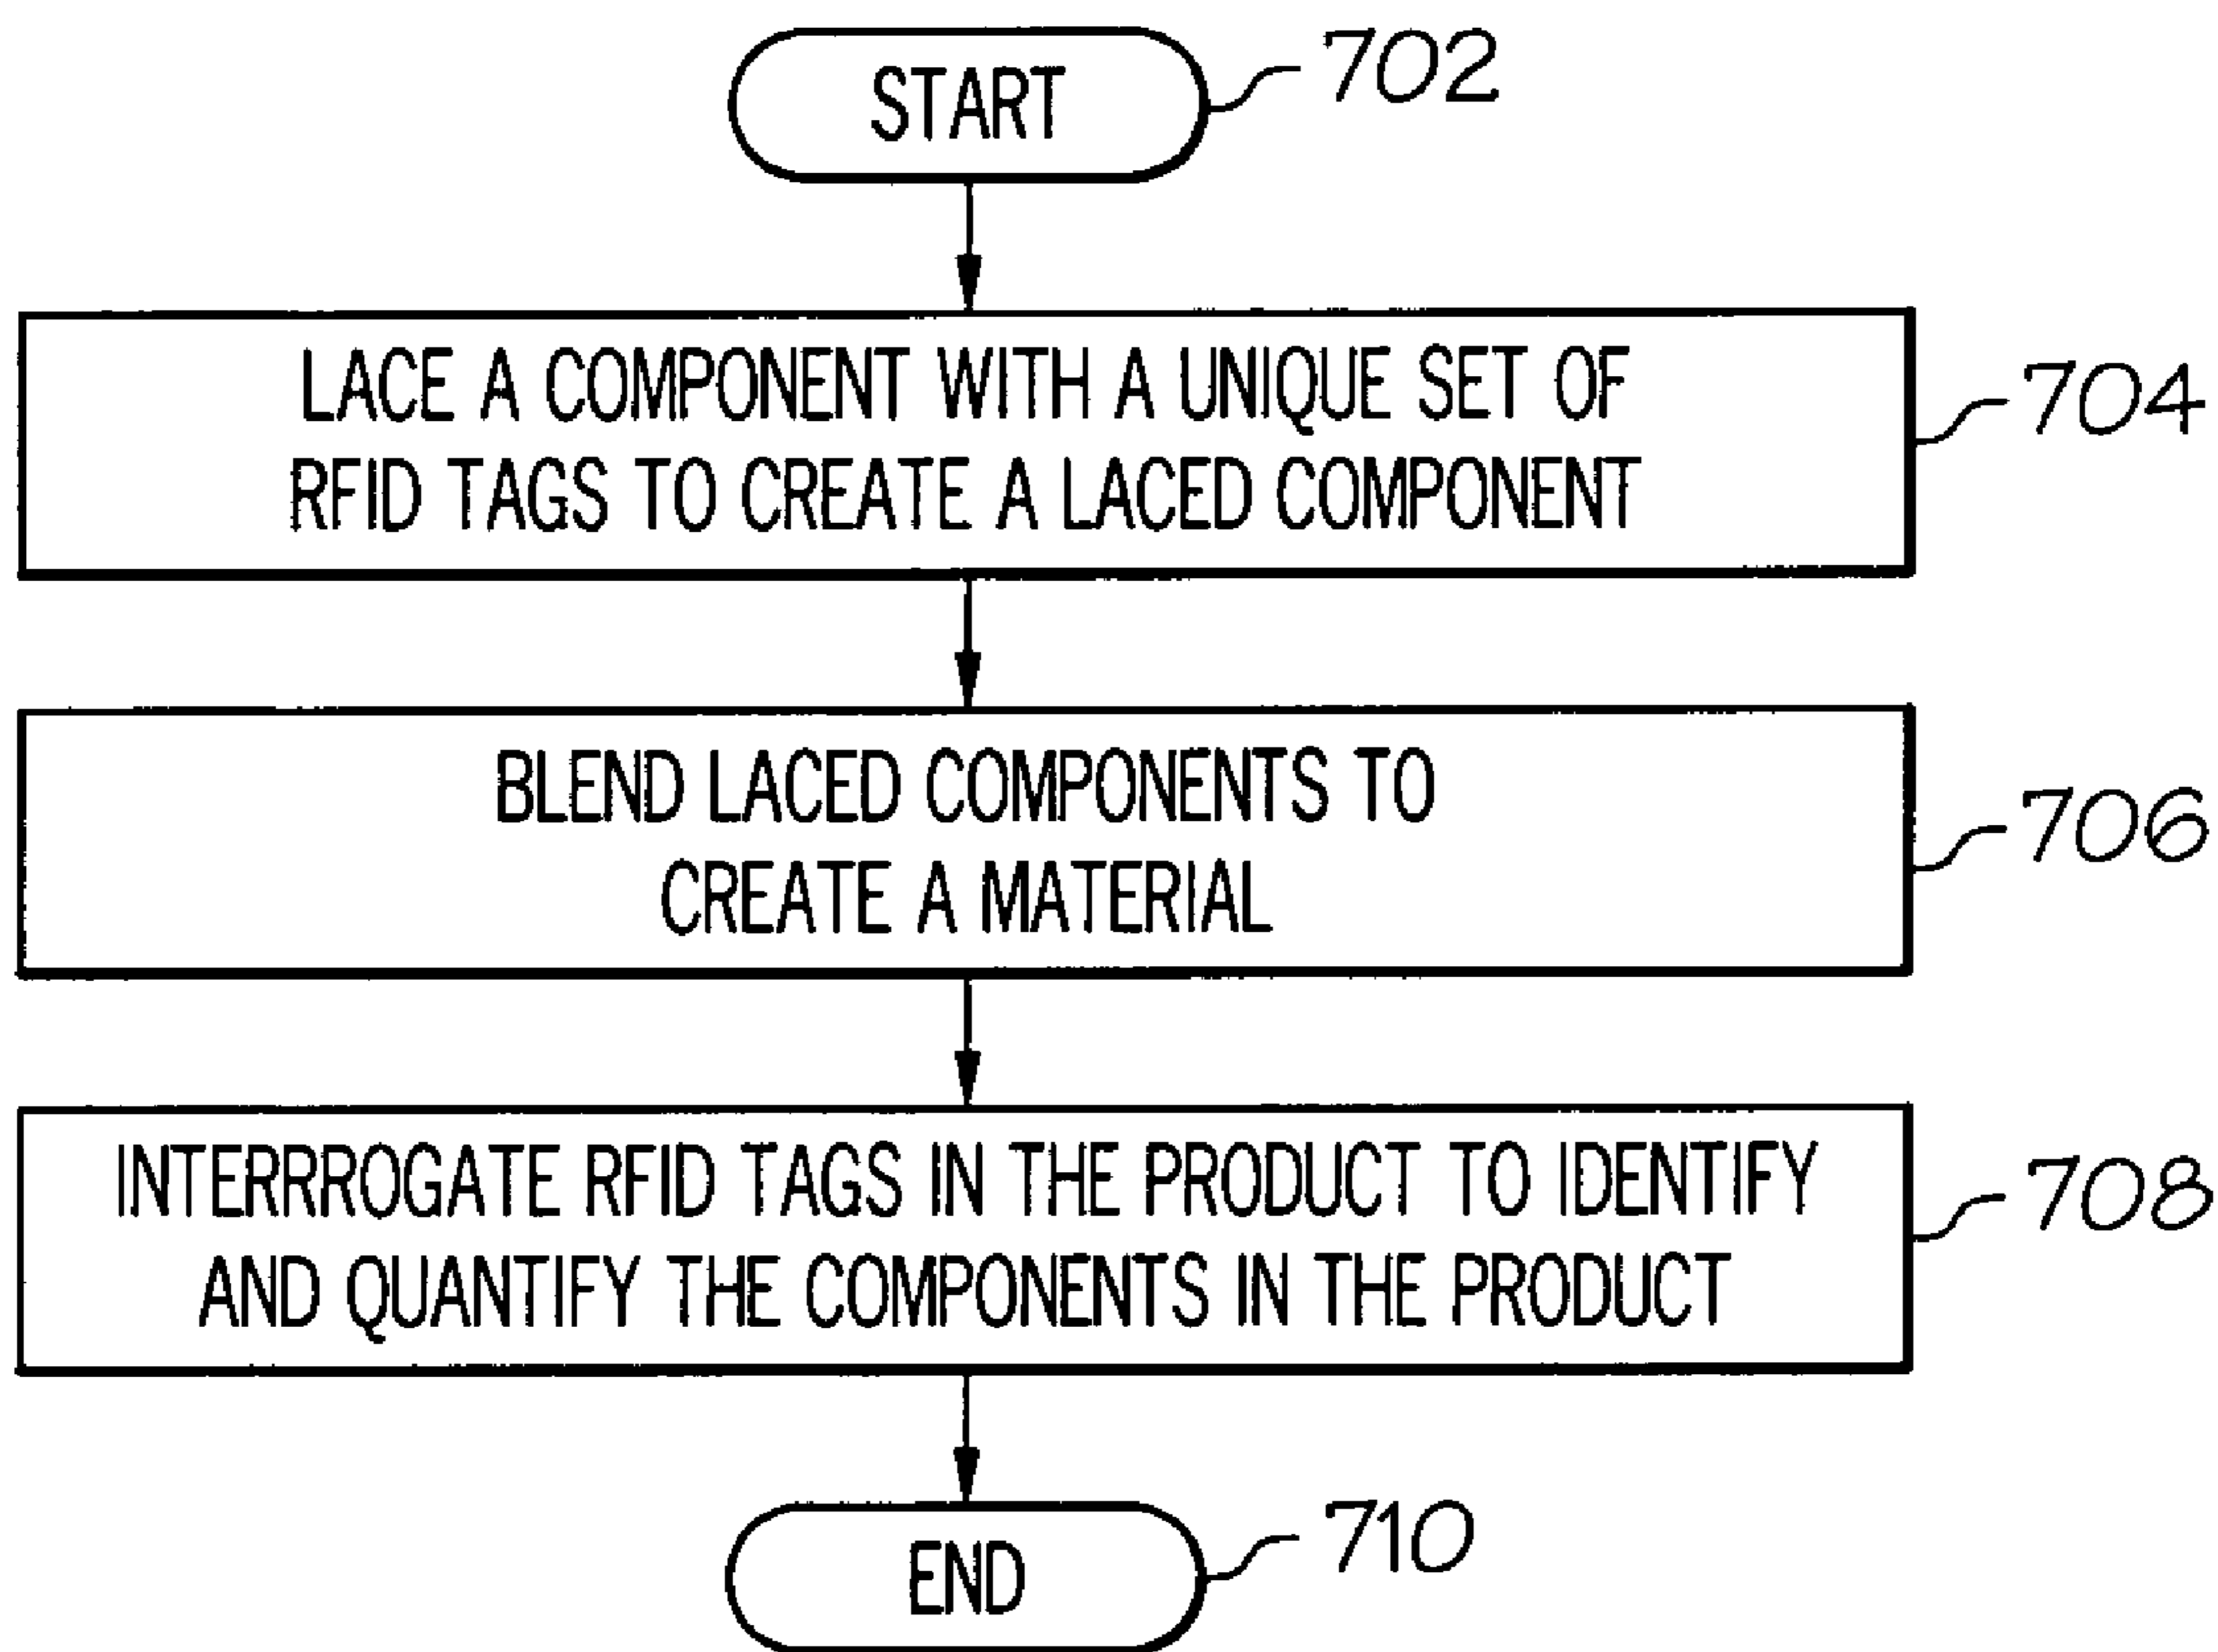 START
702
LACE A COMPONENT WITH A UNIQUE SET OF
RFID TAGS TO CREATE A LACED COMPONENT
704
BLEND LACED COMPONENTS TO
CREATE A MATERIAL
706
INTERRROGATE RFID TAGS IN THE PRODUCT TO IDENTIFY
AND QUANTIFY THE COMPONENTS IN THE PRODUCT
708
END
710